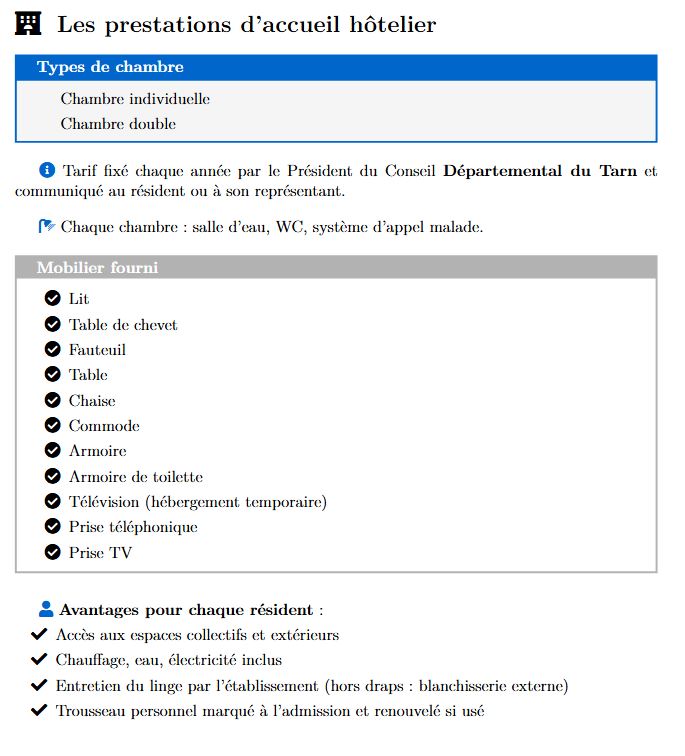 Les prestations d'accueil hôtelier
Types de chambre
Chambre individuelle
Chambre double
Tarif fixé chaque année par le Président du Conseil Départemental du Tarn et
communiqué au résident ou à son représentant.
Chaque chambre : salle d'eau, WC, système d'appel malade.
Mobilier fourni
Lit
Table de chevet
Fauteuil
Table
Chaise
Commode
Armoire
Armoire de toilette
Télévision (hébergement temporaire)
Prise téléphonique
Prise TV
Avantages pour chaque résident :
Accès aux espaces collectifs et extérieurs
Chauffage, eau, électricité inclus
Entretien du linge par l'établissement (hors draps : blanchisserie externe)
Trousseau personnel marqué à l'admission et renouvelé si usé